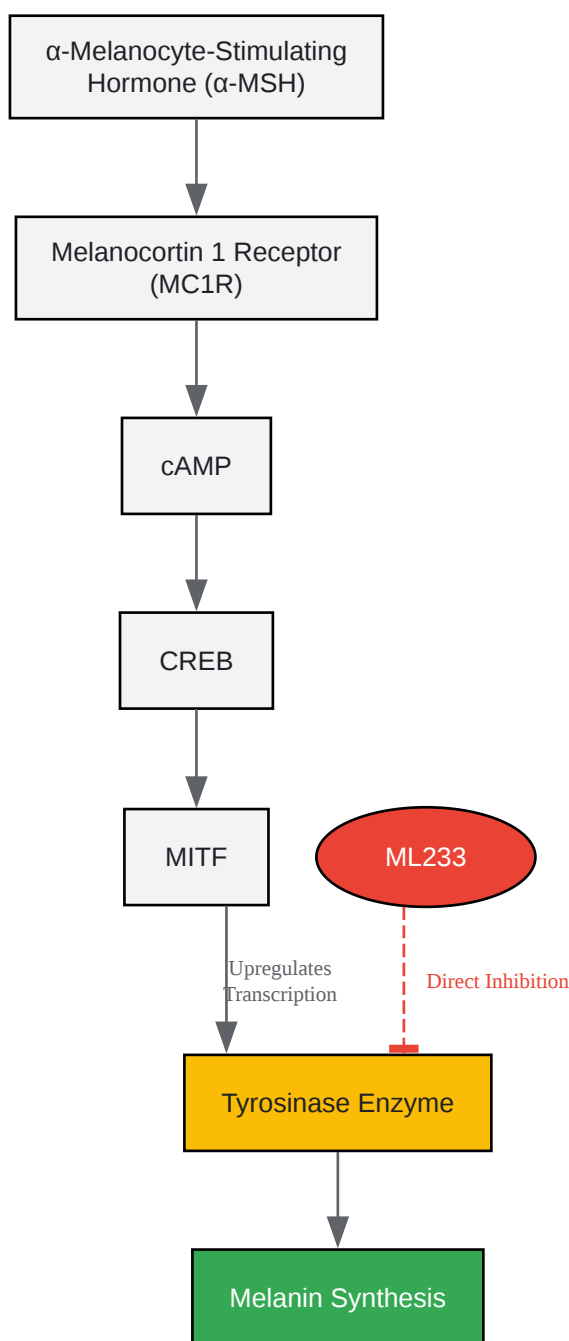 α-Melanocyte-Stimulating
Hormone (α-MSH)
Melanocortin 1 Receptor
(MC1R)
cAMP
CREB
MITF
ML233
Upregulates
Transcription
Direct Inhibition
Tyrosinase Enzyme
Melanin Synthesis